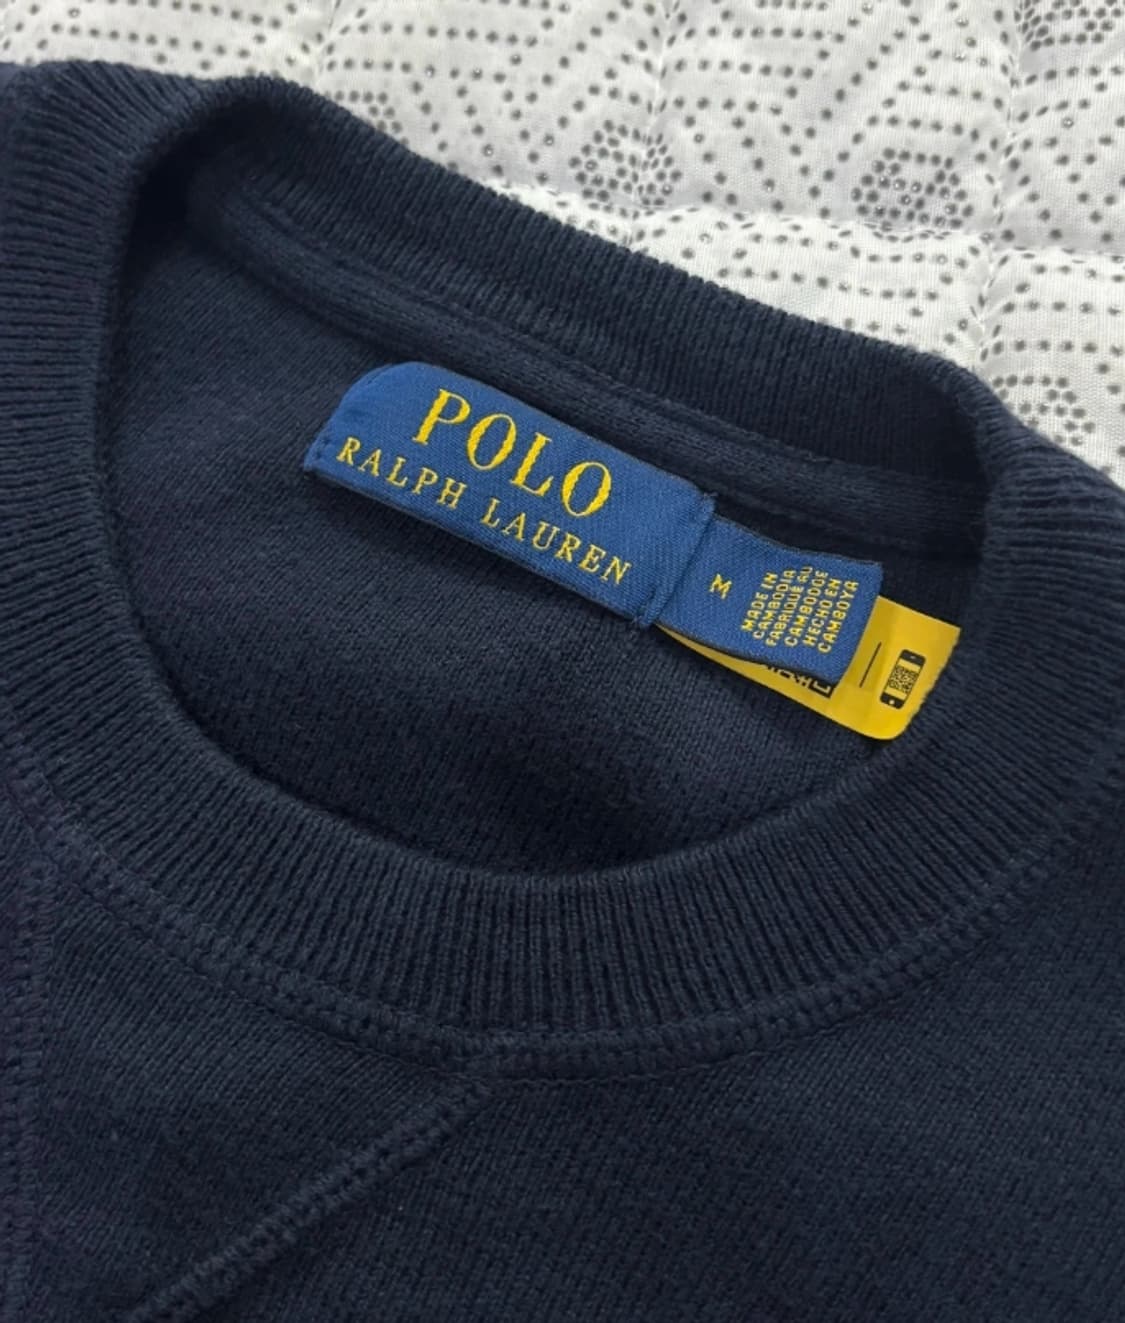 POLO
RALPH LAUREN
M
MADE IN
CAMBODIA
FABRIQUÉ AU
CAMBODGE
HECHO EN
CAMBOYA